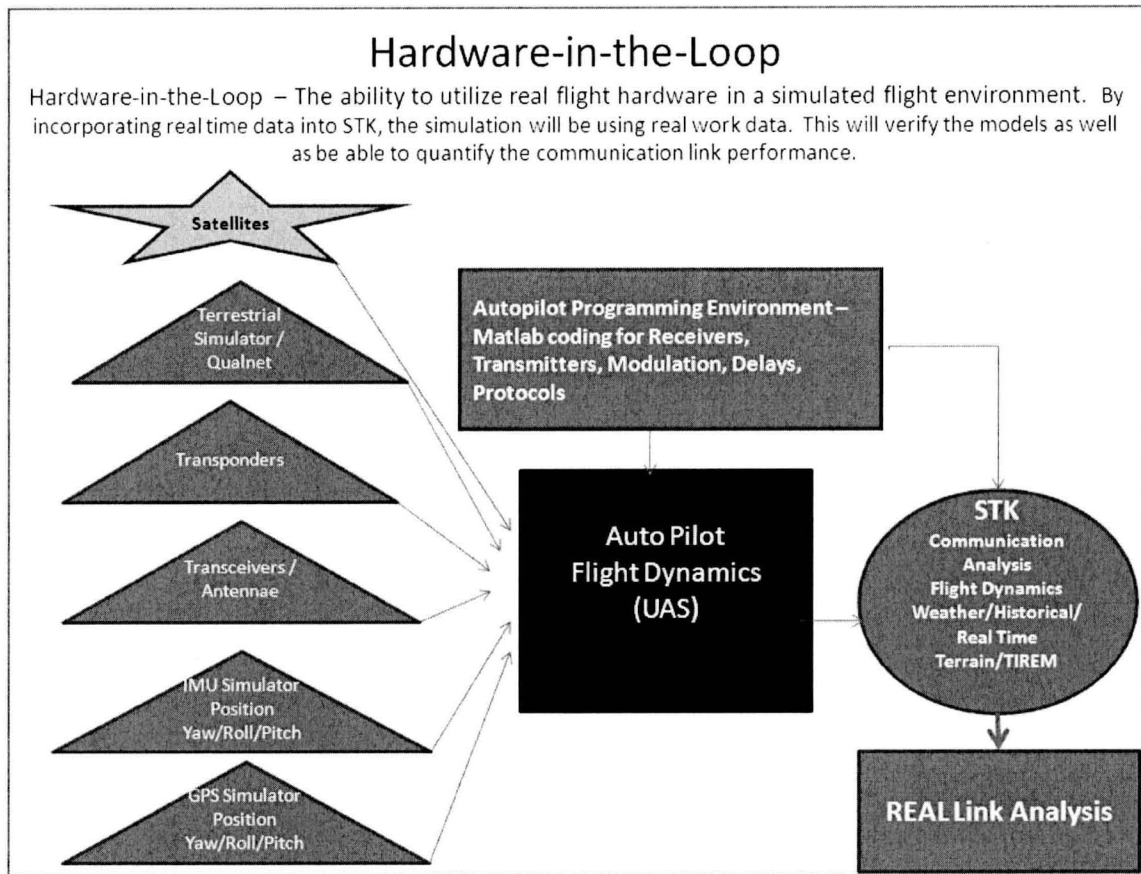 Hardware-in-the-Loop
Hardware-in-the-Loop – The ability to utilize real flight hardware in a simulated flight environment. By
incorporating real time data into STK, the simulation will be using real work data. This will verify the models as well
as be able to quantify the communication link performance.
Satellites
Terrestrial
Simulator /
Qualnet
Transponders
Transceivers /
Antennae
IMU Simulator
Position
Yaw/Roll/Pitch
GPS Simulator
Position
Yaw/Roll/Pitch
Autopilot Programming Environment –
Matlab coding for Receivers,
Transmitters, Modulation, Delays,
Protocols
Auto Pilot
Flight Dynamics
(UAS)
STK
Communication
Analysis
Flight Dynamics
Weather/Historical/
Real Time
Terrain/TIREM
REAL Link Analysis